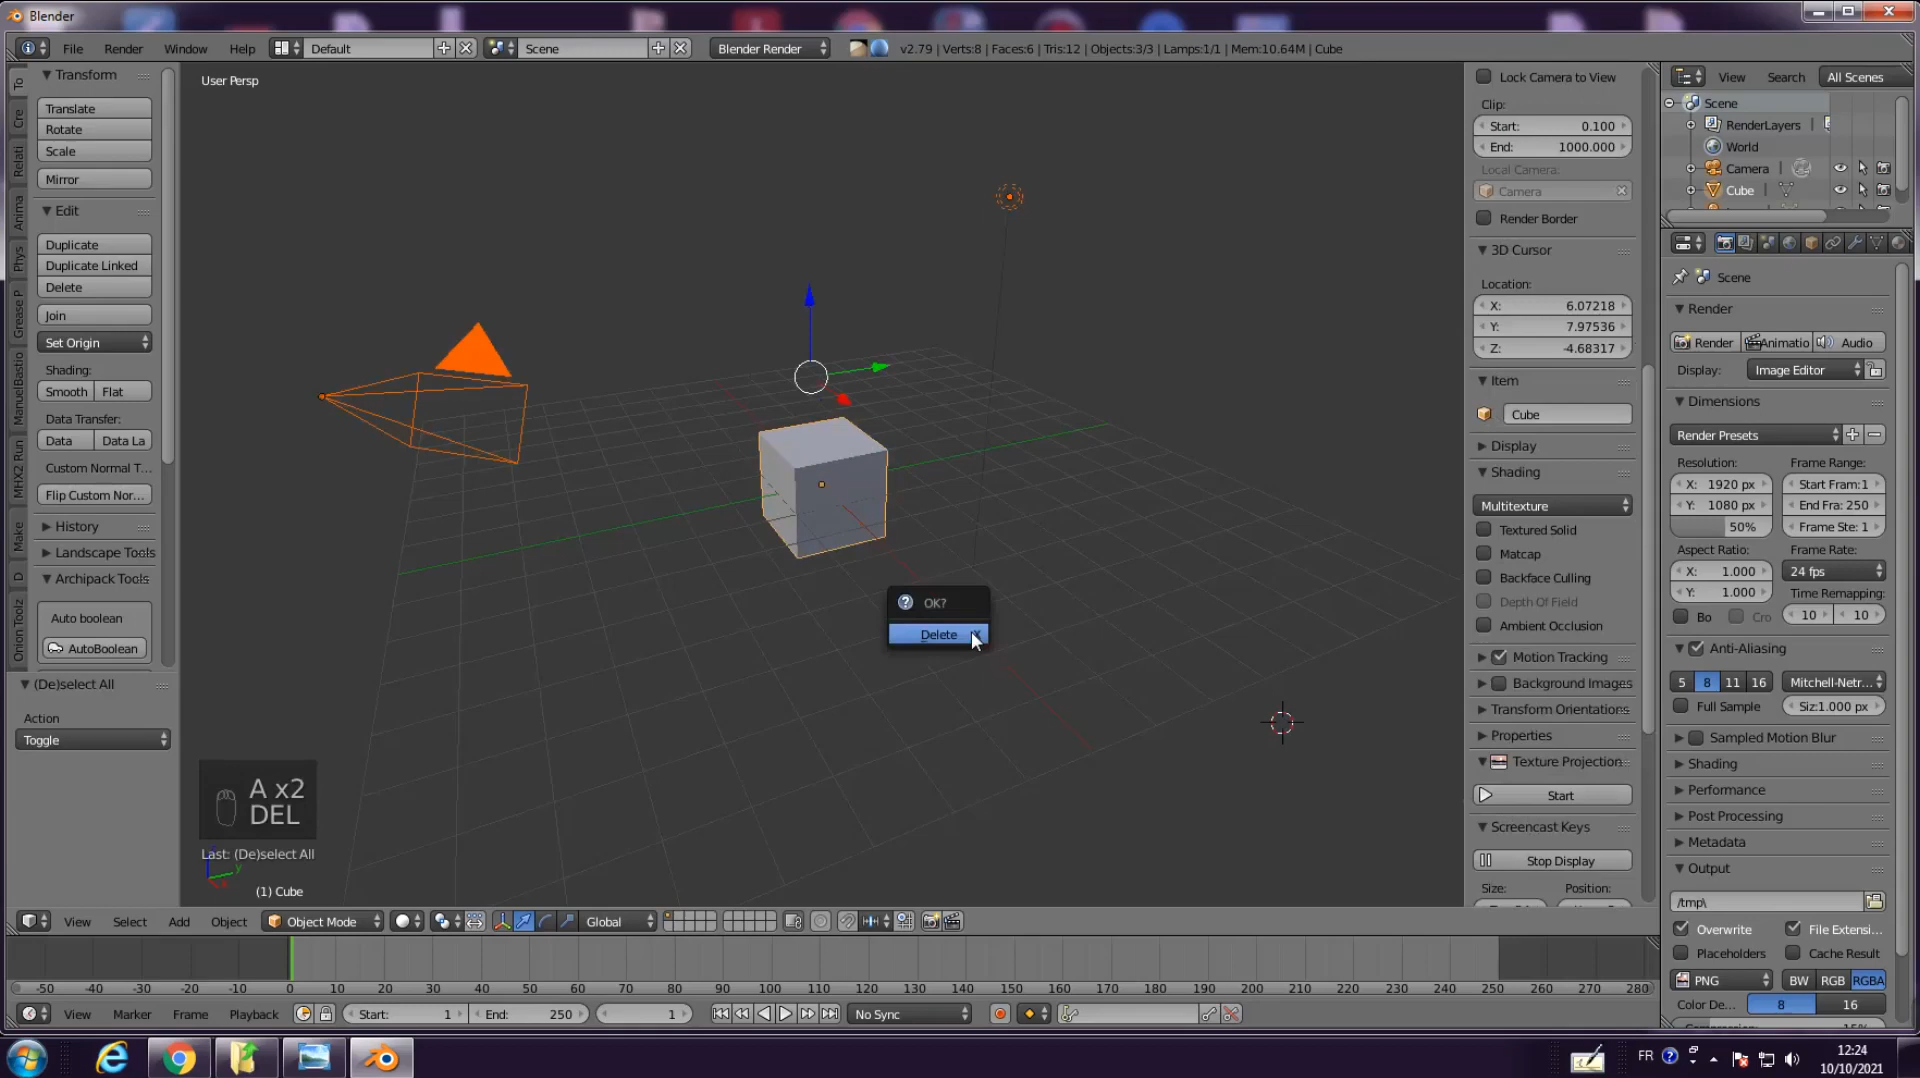 Blender
File Render Window Help Default Scene Blender Render v2.79 | Verts:8 | Faces:6 | Tris:12 | Objects:3/3 | Lamps:1/1 | Mem:10.64M | Cube
To
Cre
Relati
Anima
Phys
Grease P
ManuelBastio
MHX2 Run
Make
D
Onion Toolz
Transform
Translate
Rotate
Scale
Mirror
Edit
Duplicate
Duplicate Linked
Delete
Join
Set Origin
Shading:
Smooth Flat
Data Transfer:
Data Data La
Custom Normal T...
Flip Custom Nor...
History
Landscape Tools
Archipack Tools
Auto boolean
AutoBoolean
(De)select All
Action
Toggle
User Persp
OK?
Delete
A x2
DEL
Last: (De)select All
(1) Cube
Lock Camera to View
Clip:
Start: 0.100
End: 1000.000
Local Camera:
Camera
Render Border
3D Cursor
Location:
X: 6.07218
Y: 7.97536
Z: -4.68317
Item
Cube
Display
Shading
Multitexture
Textured Solid
Matcap
Backface Culling
Depth Of Field
Ambient Occlusion
Motion Tracking
Background Images
Transform Orientations
Properties
Texture Projection
Start
Screencast Keys
Stop Display
Size: Position:
View Search All Scenes
Scene
RenderLayers
World
Camera
Cube
Scene
Render
Render Animatio Audio
Display: Image Editor
Dimensions
Render Presets
Resolution: Frame Range:
X: 1920 px Start Fram:1
Y: 1080 px End Fra: 250
50% Frame Ste: 1
Aspect Ratio: Frame Rate:
X: 1.000 24 fps
Y: 1.000 Time Remapping:
Bo Cro 10 10
Anti-Aliasing
5 8 11 16 Mitchell-Netr...
Full Sample Siz:1.000 px
Sampled Motion Blur
Shading
Performance
Post Processing
Metadata
Output
/tmp\
Overwrite File Extensi...
Placeholders Cache Result
PNG BW RGB RGBA
Color De... 8 16
View Select Add Object Object Mode Global
-50 -40 -30 -20 -10 0 10 20 30 40 50 60 70 80 90 100 110 120 130 140 150 160 170 180 190 200 210 220 230 240 250 260 270 280
View Marker Frame Playback Start: 1 End: 250 1 No Sync
FR 12:24
10/10/2021